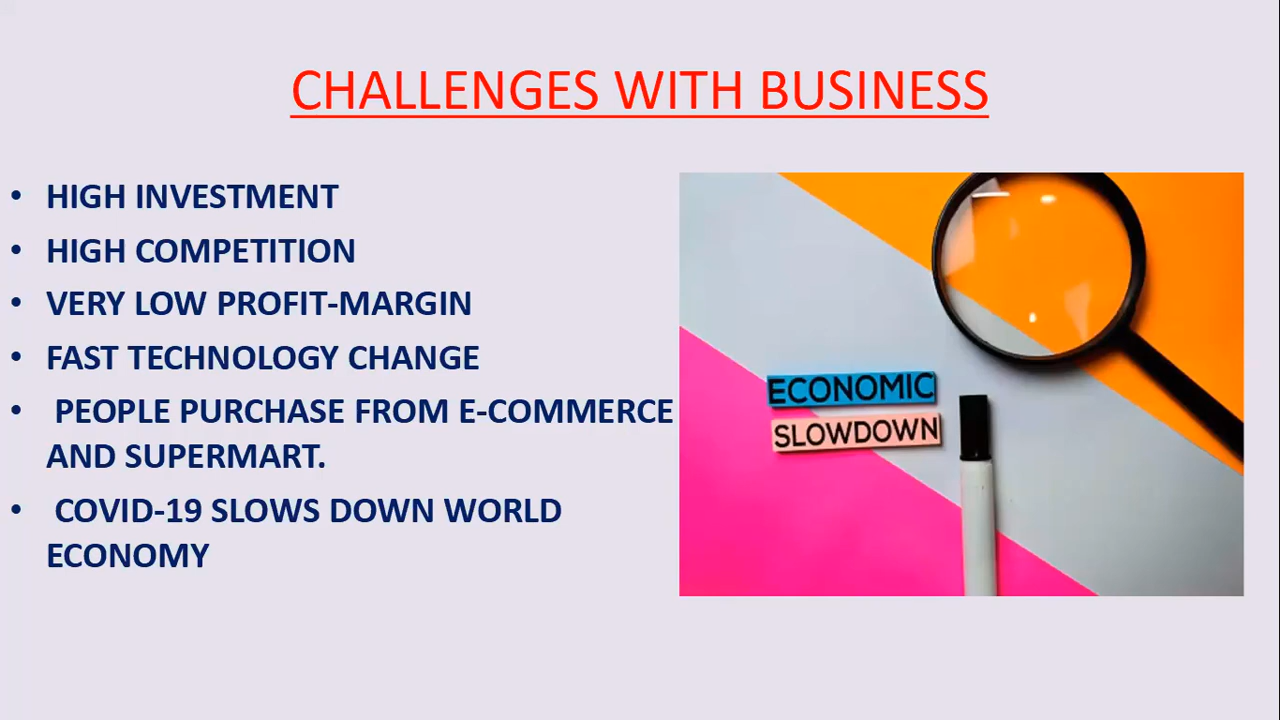 CHALLENGES WITH BUSINESS
• HIGH INVESTMENT
• HIGH COMPETITION
• VERY LOW PROFIT-MARGIN
• FAST TECHNOLOGY CHANGE
• PEOPLE PURCHASE FROM E-COMMERCE
AND SUPERMART.
• COVID-19 SLOWS DOWN WORLD
ECONOMY
ECONOMIC
SLOWDOWN